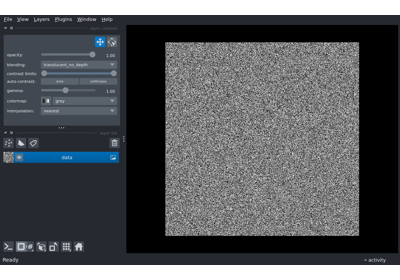 File View Layers Plugins Window Help
opacity: 1.00
blending: translucent_no_depth
contrast limits:
auto-contrast: once continuous
gamma: 1.00
colormap: gray
interpolation: nearest
data
Ready activity